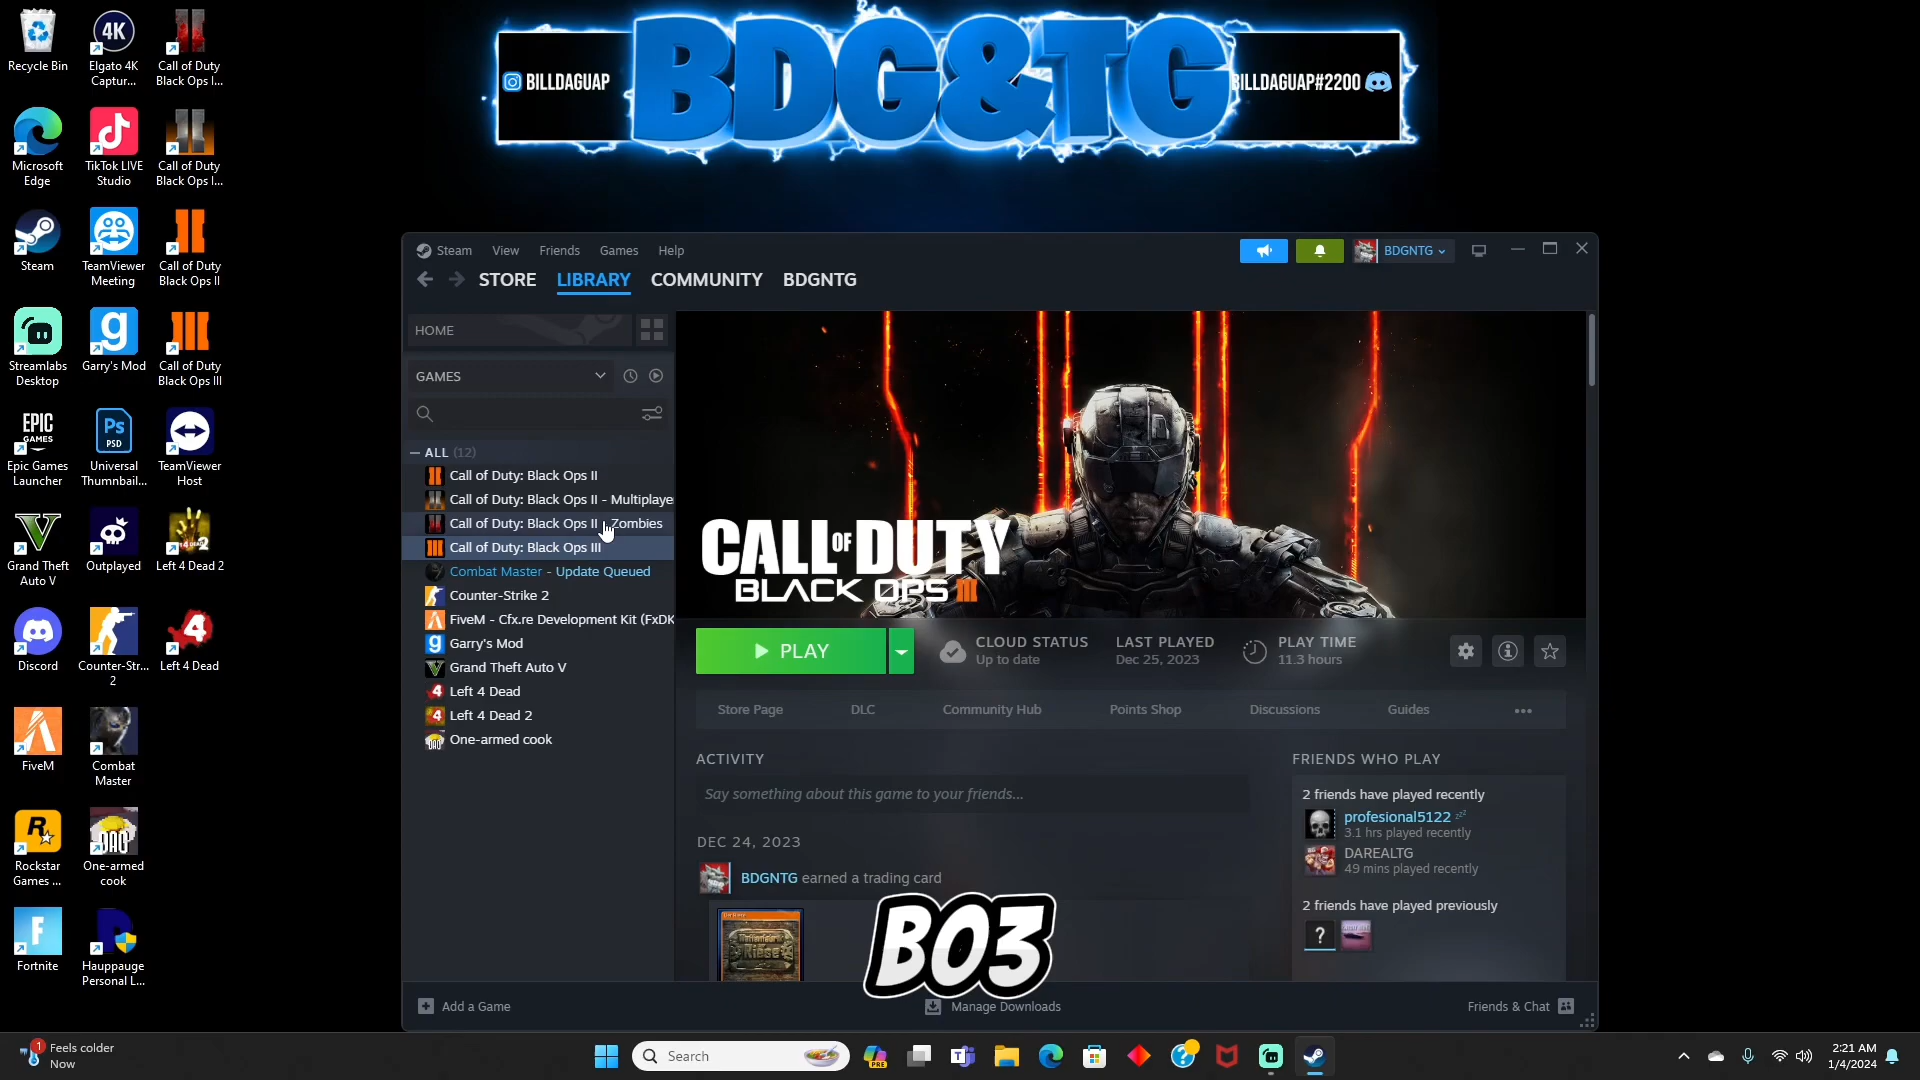 BDG&TG
BILLDAGUAP
BILLDAGUAP#2200
Recycle Bin
Elgato 4K
Captur...
Call of Duty
Black Ops I...
Microsoft
Edge
TikTok LIVE
Studio
Call of Duty
Black Ops I...
Steam
TeamViewer
Meeting
Call of Duty
Black Ops II
Streamlabs
Desktop
Garry's Mod
Call of Duty
Black Ops III
Epic Games
Launcher
Universal
Thumbnail...
TeamViewer
Host
Grand Theft
Auto V
Outplayed
Left 4 Dead 2
Discord
Counter-Str...
2
Left 4 Dead
FiveM
Combat
Master
Rockstar
Games ...
One-armed
cook
Fortnite
Hauppauge
Personal L...
4K
EPIC
GAMES
Ps
PSD
Steam View Friends Games Help
BDGNTG
STORE LIBRARY COMMUNITY BDGNTG
HOME
GAMES
— ALL (12)
Call of Duty: Black Ops II
Call of Duty: Black Ops II - Multiplaye
Call of Duty: Black Ops II - Zombies
Call of Duty: Black Ops III
Combat Master - Update Queued
Counter-Strike 2
FiveM - Cfx.re Development Kit (FxDK
Garry's Mod
Grand Theft Auto V
Left 4 Dead
Left 4 Dead 2
One-armed cook
CALL OF DUTY
BLACK OPS III
PLAY
CLOUD STATUS
Up to date
LAST PLAYED
Dec 25, 2023
PLAY TIME
11.3 hours
Store Page DLC Community Hub Points Shop Discussions Guides
ACTIVITY
Say something about this game to your friends...
DEC 24, 2023
BDGNTG earned a trading card
FRIENDS WHO PLAY
2 friends have played recently
profesional5122 zzz
3.1 hrs played recently
DAREALTG
49 mins played recently
2 friends have played previously
?
BO3
Add a Game
Manage Downloads
Friends & Chat
1
Feels colder
Now
Search
PRE
2:21 AM
1/4/2024